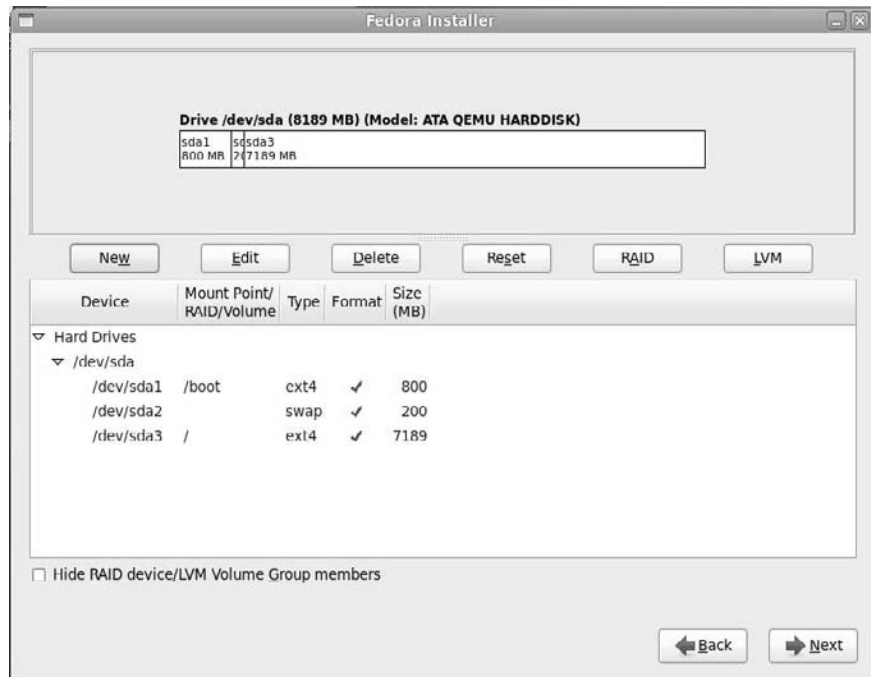 Fedora Installer
Drive /dev/sda (8189 MB) (Model: ATA QEMU HARDDISK)
sda1 sda3
800 MB 7189 MB
New Edit Delete Reset RAID LVM
Device Mount Point/ RAID/Volume Type Format Size (MB)
Hard Drives
/dev/sda
/dev/sda1 /boot ext4 ✓ 800
/dev/sda2 swap ✓ 200
/dev/sda3 / ext4 ✓ 7189
Hide RAID device/LVM Volume Group members
Back Next